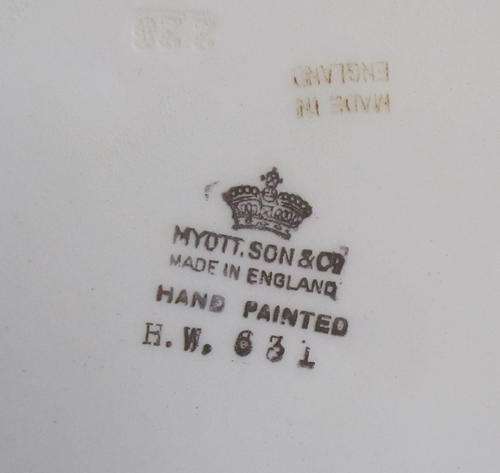 MADE IN
ENGLAND
MYOTT, SON & CO
MADE IN ENGLAND
HAND PAINTED
H.W. 631